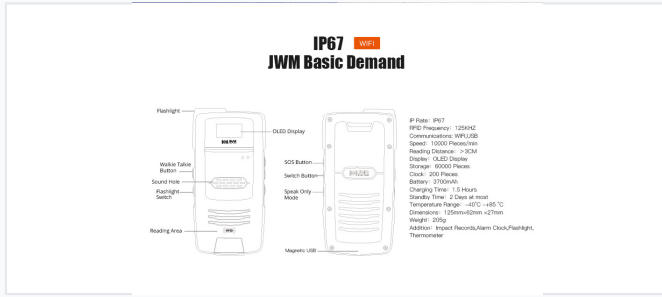 IP67 WIFI
JWM Basic Demand
Flashlight
OLED Display
Walkie Talkie
Button
Sound Hole
Flashlight
Switch
Reading Area
SOS Button
Switch Button
Speak Only
Mode
Magnetic USB
IP Rate: IP67
RFID Frequency: 125KHZ
Communications: WIFI,USB
Speed: 10000 Pieces/min
Reading Distance: >3CM
Display: OLED Display
Storage: 60000 Pieces
Clock: 200 Pieces
Battery: 3700mAh
Charging Time: 1.5 Hours
Standby Time: 2 Days at most
Temperature Range: -40°C -+85 °C
Dimensions: 125mm×62mm ×27mm
Weight: 205g
Addition: Impact Records,Alarm Clock,Flashlight,
Thermometer